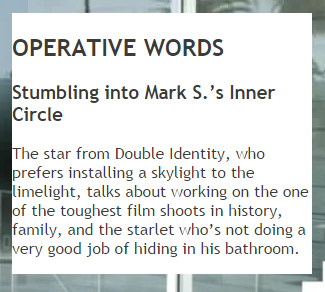 OPERATIVE WORDS
Stumbling into Mark S.’s Inner
Circle
The star from Double Identity, who
prefers installing a skylight to the
limelight, talks about working on the one
of the toughest film shoots in history,
family, and the starlet who’s not doing a
very good job of hiding in his bathroom.